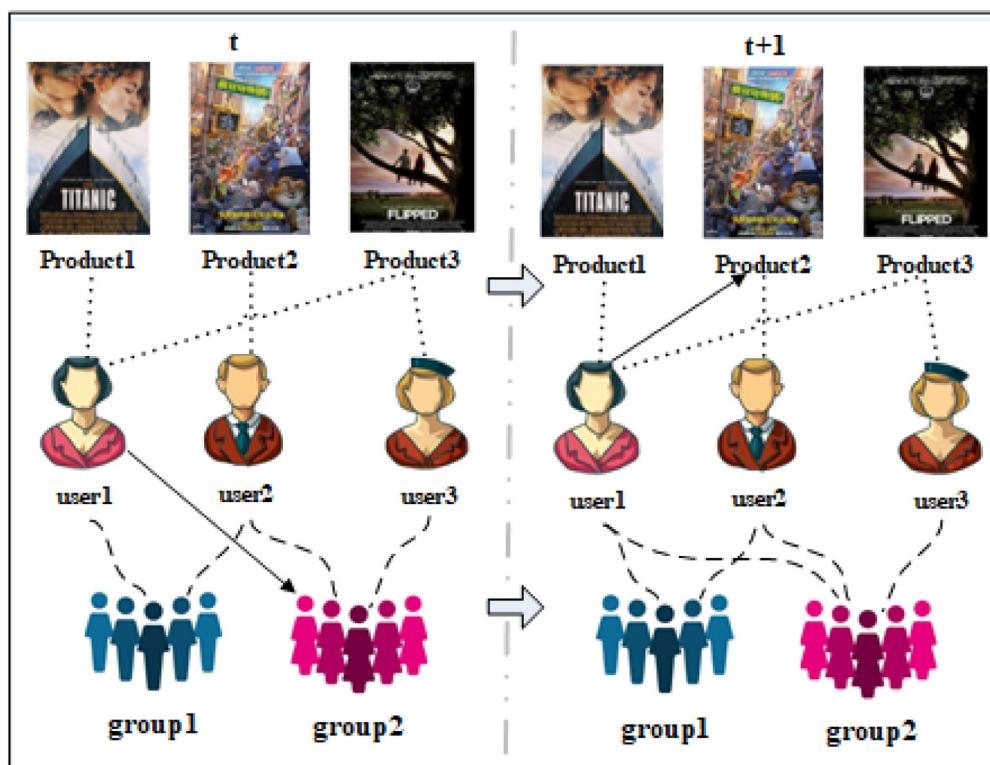 t
t+1
TITANIC
FLIPPED
TITANIC
FLIPPED
Product1
Product2
Product3
Product1
Product2
Product3
user1
user2
user3
user1
user2
user3
group1
group2
group1
group2